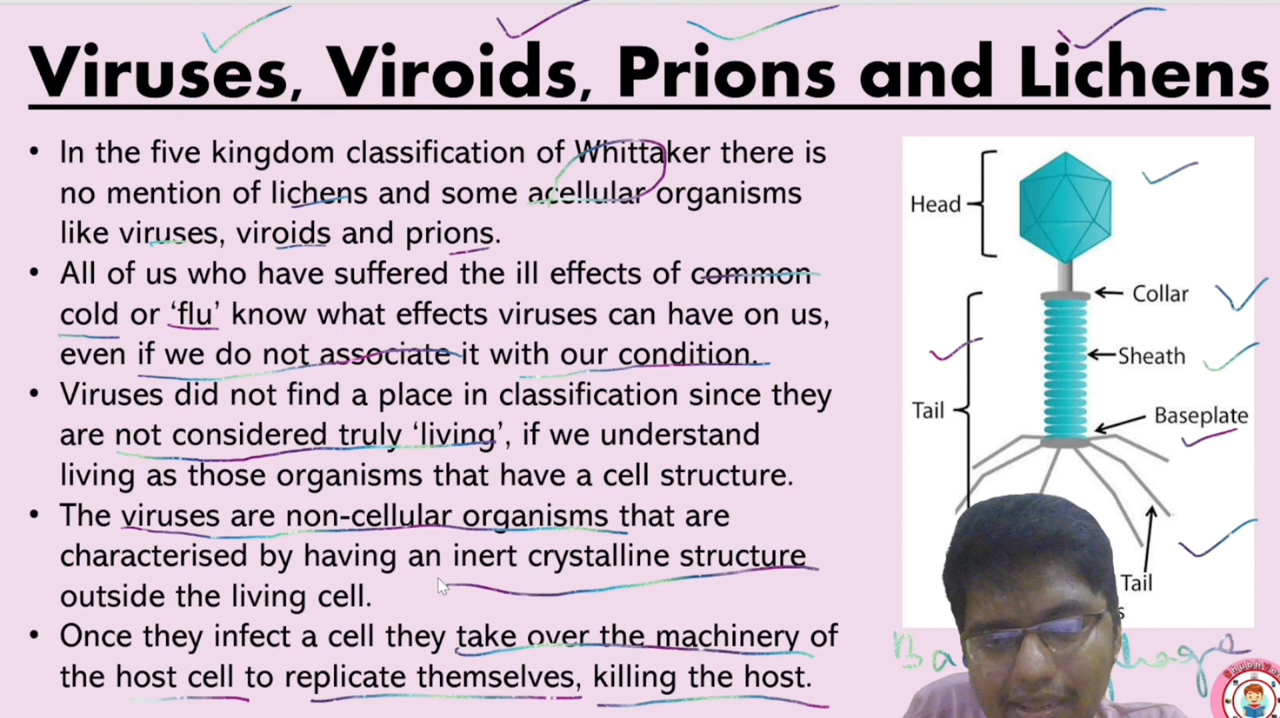 Viruses, Viroids, Prions and Lichens
• In the five kingdom classification of Whittaker there is
no mention of lichens and some acellular organisms
like viruses, viroids and prions.
• All of us who have suffered the ill effects of common
cold or ‘flu’ know what effects viruses can have on us,
even if we do not associate it with our condition.
• Viruses did not find a place in classification since they
are not considered truly ‘living’, if we understand
living as those organisms that have a cell structure.
• The viruses are non-cellular organisms that are
characterised by having an inert crystalline structure
outside the living cell.
• Once they infect a cell they take over the machinery of
the host cell to replicate themselves, killing the host.
Head
Collar
Sheath
Tail
Baseplate
Tail